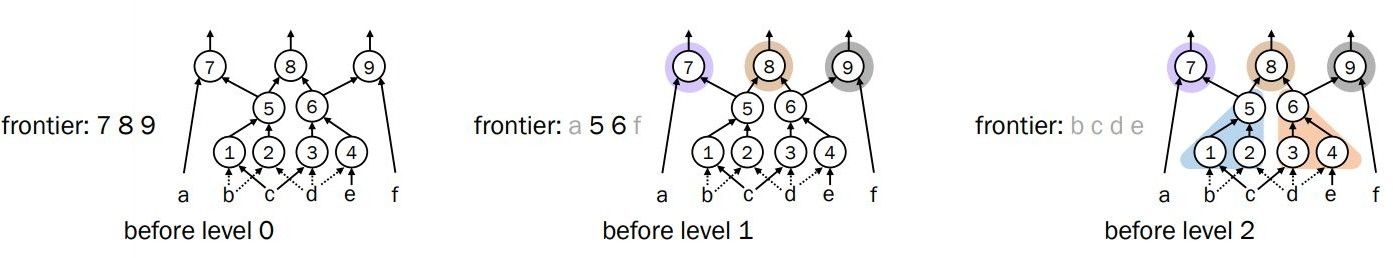 7 8 9
frontier: 7 8 9
5 6
1 2 3 4
a b c d e f
before level 0
7 8 9
frontier: a 5 6 f
5 6
1 2 3 4
a b c d e f
before level 1
7 8 9
frontier: b c d e
5 6
1 2 3 4
a b c d e f
before level 2